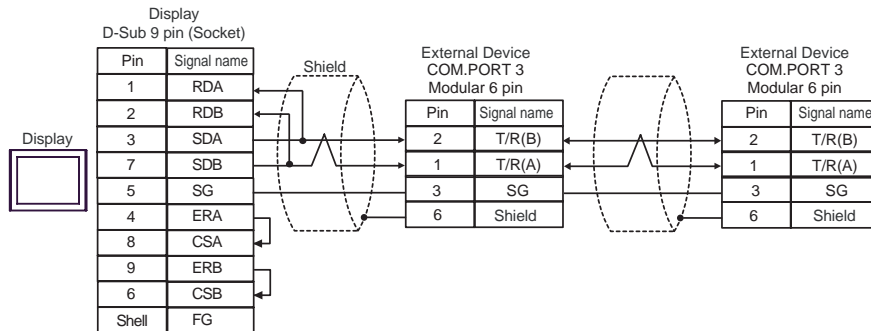 Display
D-Sub 9 pin (Socket)
Pin Signal name
1 RDA
2 RDB
3 SDA
7 SDB
5 SG
4 ERA
8 CSA
9 ERB
6 CSB
Shell FG
Display
Shield
External Device
COM.PORT 3
Modular 6 pin
Pin Signal name
2 T/R(B)
1 T/R(A)
3 SG
6 Shield
External Device
COM.PORT 3
Modular 6 pin
Pin Signal name
2 T/R(B)
1 T/R(A)
3 SG
6 Shield